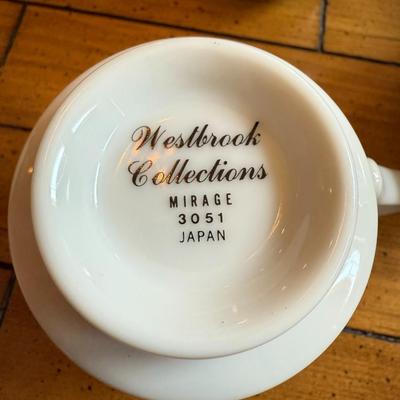 Westbrook
Collections
MIRAGE
3051
JAPAN